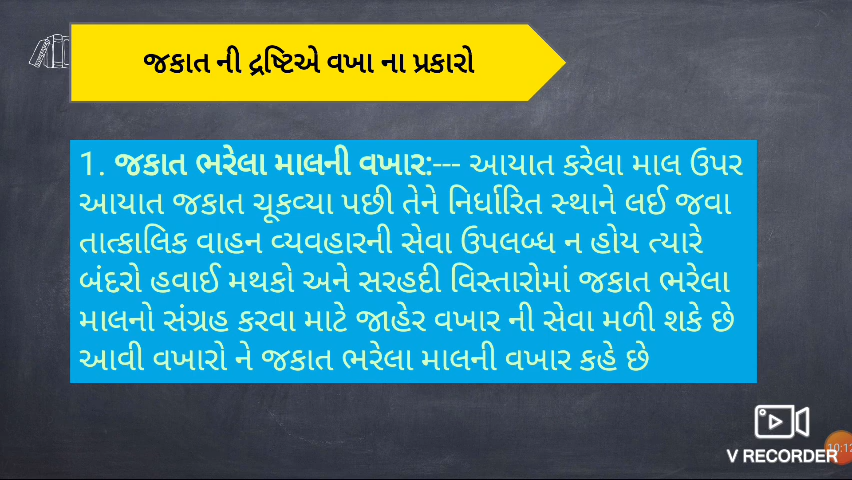 જકાત ની દ્રષ્ટિએ વખા ના પ્રકારો
1. જકાત ભરેલા માલની વખાર:--- આયાત કરેલા માલ ઉપર
આયાત જકાત ચૂકવ્યા પછી તેને નિર્ધારિત સ્થાને લઈ જવા
તાત્કાલિક વાહન વ્યવહારની સેવા ઉપલબ્ધ ન હોય ત્યારે
બંદરો હવાઈ મથકો અને સરહદી વિસ્તારોમાં જકાત ભરેલા
માલનો સંગ્રહ કરવા માટે જાહેર વખાર ની સેવા મળી શકે છે
આવી વખારો ને જકાત ભરેલા માલની વખાર કહે છે
V RECORDER
10:12